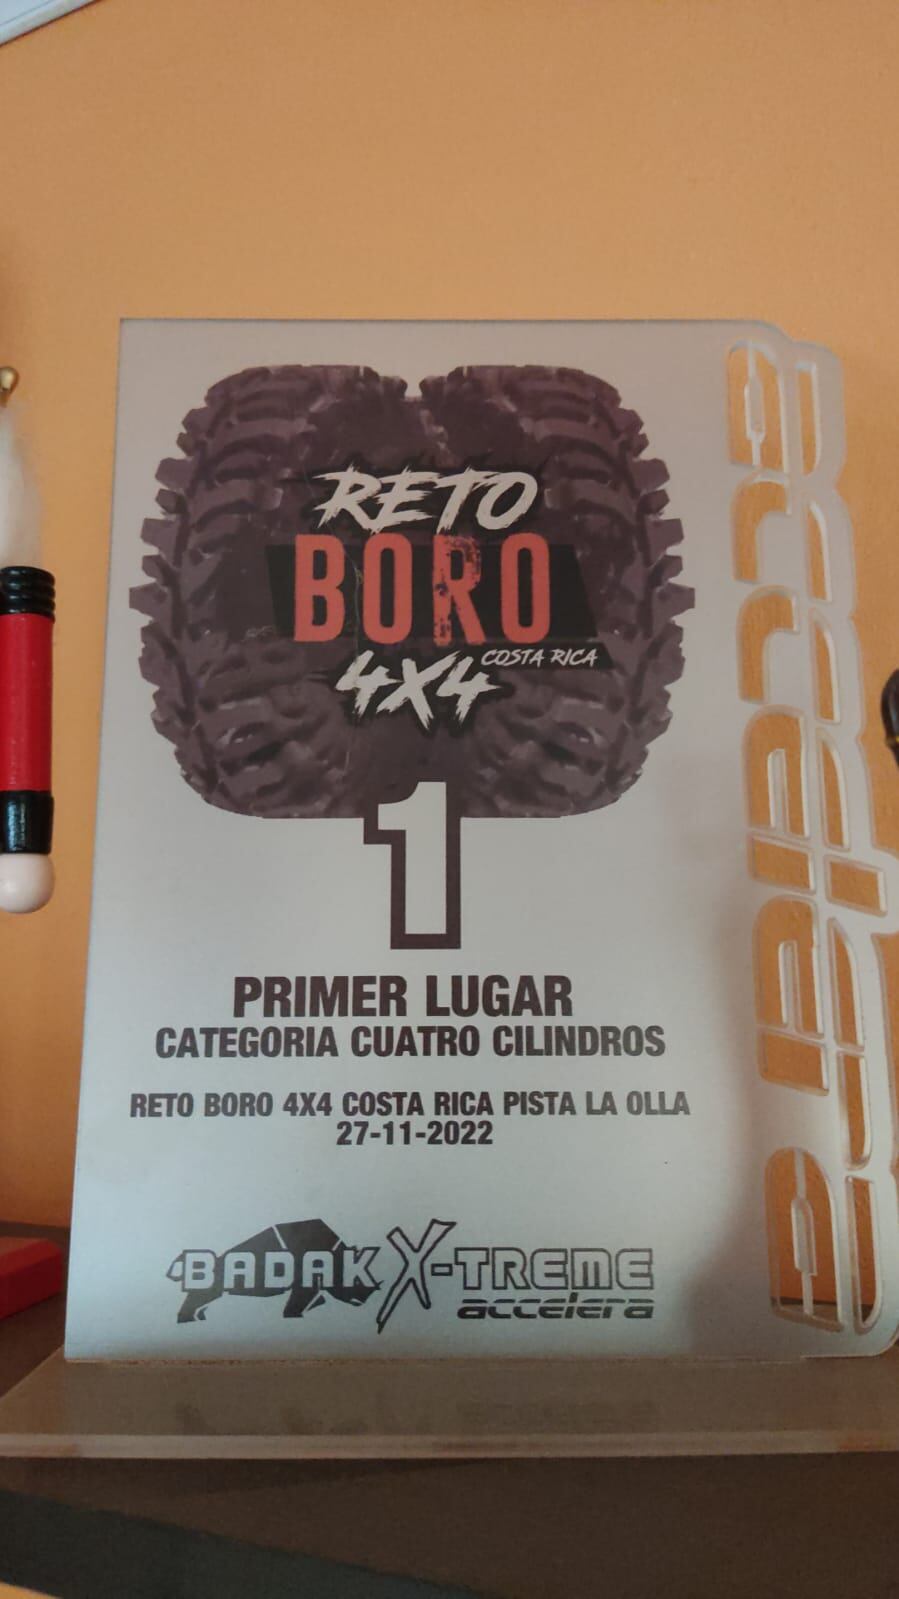 RETO
BORO
4X4 COSTA RICA
1
PRIMER LUGAR
CATEGORIA CUATRO CILINDROS
RETO BORO 4X4 COSTA RICA PISTA LA OLLA
27-11-2022
BADAK X-TREME
accelera
accelera